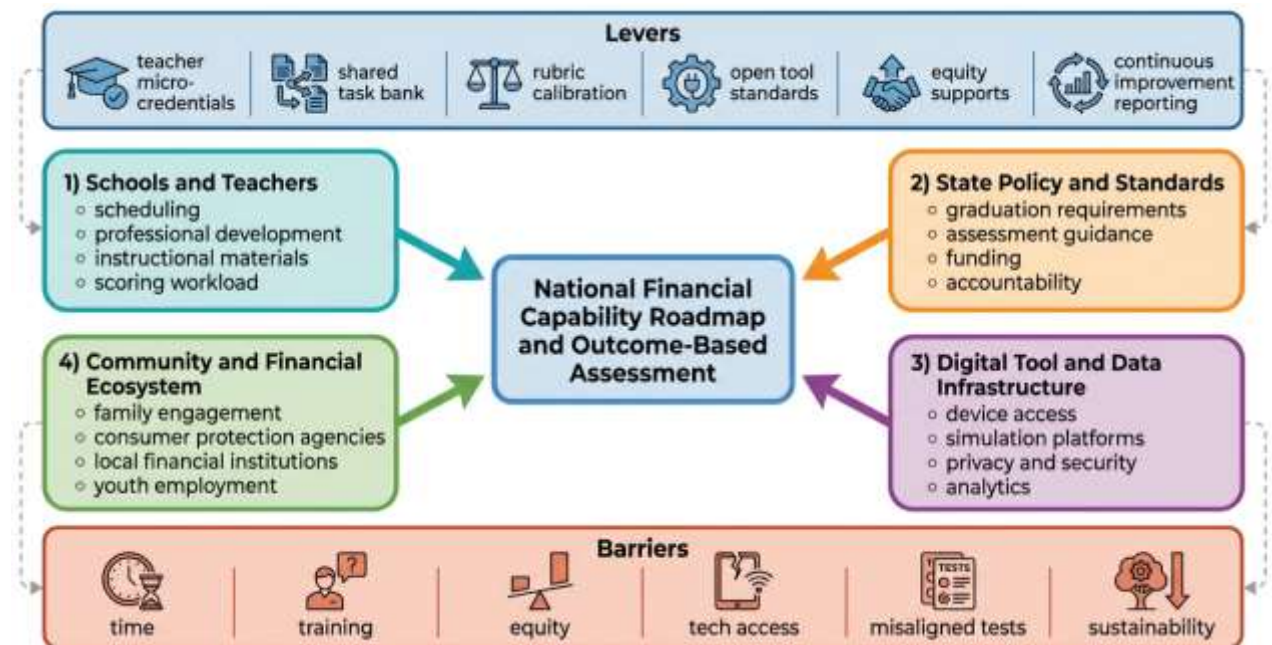 Levers
teacher
micro-
credentials
shared
task bank
rubric
calibration
open tool
standards
equity
supports
continuous
improvement
reporting
1) Schools and Teachers
scheduling
professional development
instructional materials
scoring workload
2) State Policy and Standards
graduation requirements
assessment guidance
funding
accountability
National Financial
Capability Roadmap
and Outcome-Based
Assessment
4) Community and Financial
Ecosystem
family engagement
consumer protection agencies
local financial institutions
youth employment
3) Digital Tool and Data
Infrastructure
device access
simulation platforms
privacy and security
analytics
Barriers
?
TESTS
time
training
equity
tech access
misaligned tests
sustainability